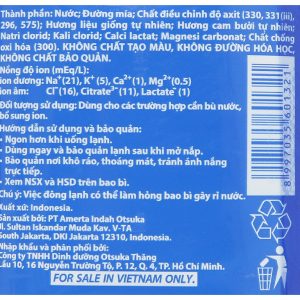 Thành phần: Nước; Đường mía; Chất điều chỉnh độ axit (330, 331(iii),
296, 575); Hương liệu giống tự nhiên; Hương cam bưởi tự nhiên;
Natri clorid; Kali clorid; Calci lactat; Magnesi carbonat; Chất chống
oxi hóa (300). KHÔNG CHẤT TẠO MÀU, KHÔNG ĐƯỜNG HÓA HỌC,
KHÔNG CHẤT BẢO QUẢN.
Nồng độ ion (mEq/L):
ion dương: Na⁺(21), K⁺(5), Ca²⁺(1), Mg²⁺(0.5)
ion âm: Cl⁻(16), Citrate³⁻(11), Lactate⁻(1)
Đối tượng sử dụng: Dùng cho các trường hợp cần bù nước,
bổ sung ion.
Hướng dẫn sử dụng và bảo quản:
- Ngon hơn khi uống lạnh.
- Dùng ngay và bảo quản lạnh sau khi mở nắp.
- Bảo quản nơi khô ráo, thoáng mát, tránh ánh nắng
trực tiếp.
- Xem NSX và HSD trên bao bì.
Chú ý: Việc đông lạnh có thể làm hỏng bao bì gây rỉ nước.
Xuất xứ: Indonesia.
Sản xuất bởi: PT Amerta Indah Otsuka
Jl. Sultan Iskandar Muda Kav. V-TA
South Jakarta, DKI Jakarta 12310, Indonesia.
Nhập khẩu và phân phối bởi:
Công ty TNHH Dinh dưỡng Otsuka Thăng
Lầu 10, 16 Nguyễn Trường Tộ, P. 12, Q. 4, TP. Hồ Chí Minh.
FOR SALE IN VIETNAM ONLY.
8 997035 601321